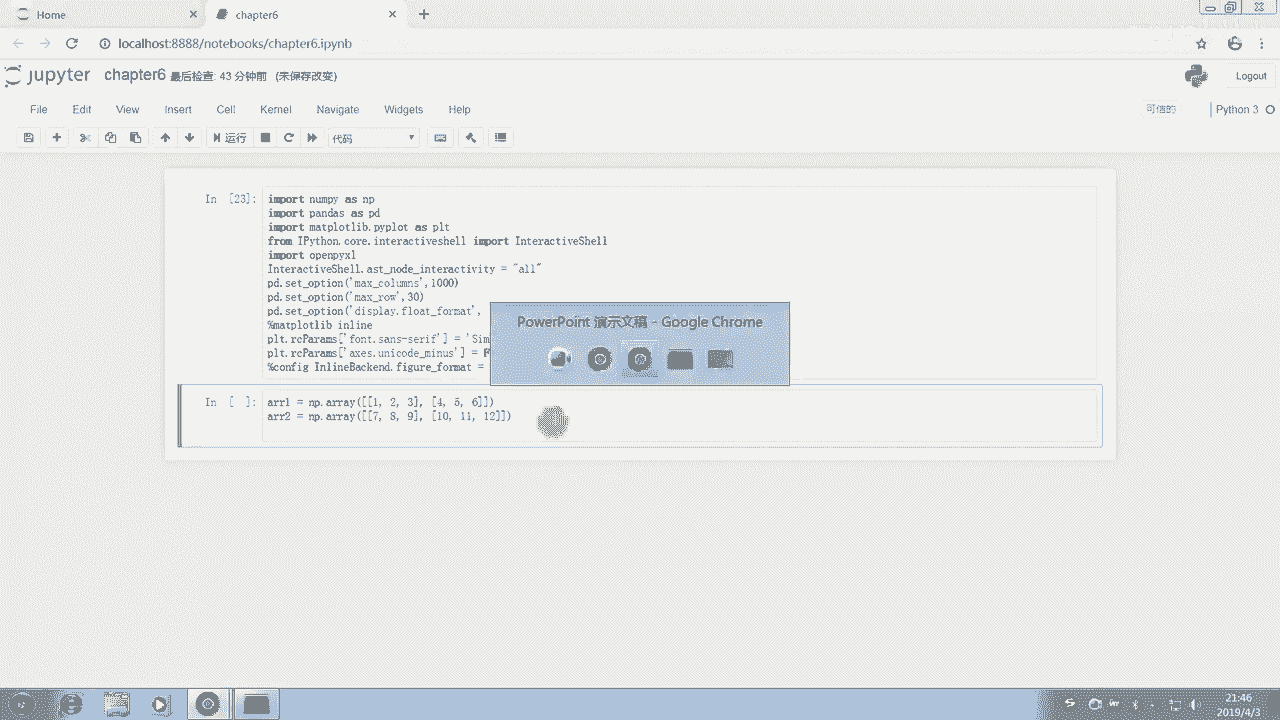 Home
chapter6
localhost:8888/notebooks/chapter6.ipynb
jupyter chapter6 最后检查: 43 分钟前 (未保存改变)
Logout
File Edit View Insert Cell Kernel Navigate Widgets Help
可信的 Python 3
运行 代码
In [23]:
import numpy as np
import pandas as pd
import matplotlib.pyplot as plt
from IPython.core.interactiveshell import InteractiveShell
import openpyxl
InteractiveShell.ast_node_interactivity = "all"
pd.set_option('max_columns',1000)
pd.set_option('max_row',30)
pd.set_option('display.float_format',
%matplotlib inline
plt.rcParams['font.sans-serif'] = 'Sim
plt.rcParams['axes.unicode_minus'] = F
%config InlineBackend.figure_format =
PowerPoint 演示文稿 - Google Chrome
In [ ]:
arr1 = np.array([[1, 2, 3], [4, 5, 6]])
arr2 = np.array([[7, 8, 9], [10, 11, 12]])
21:46
2019/4/3